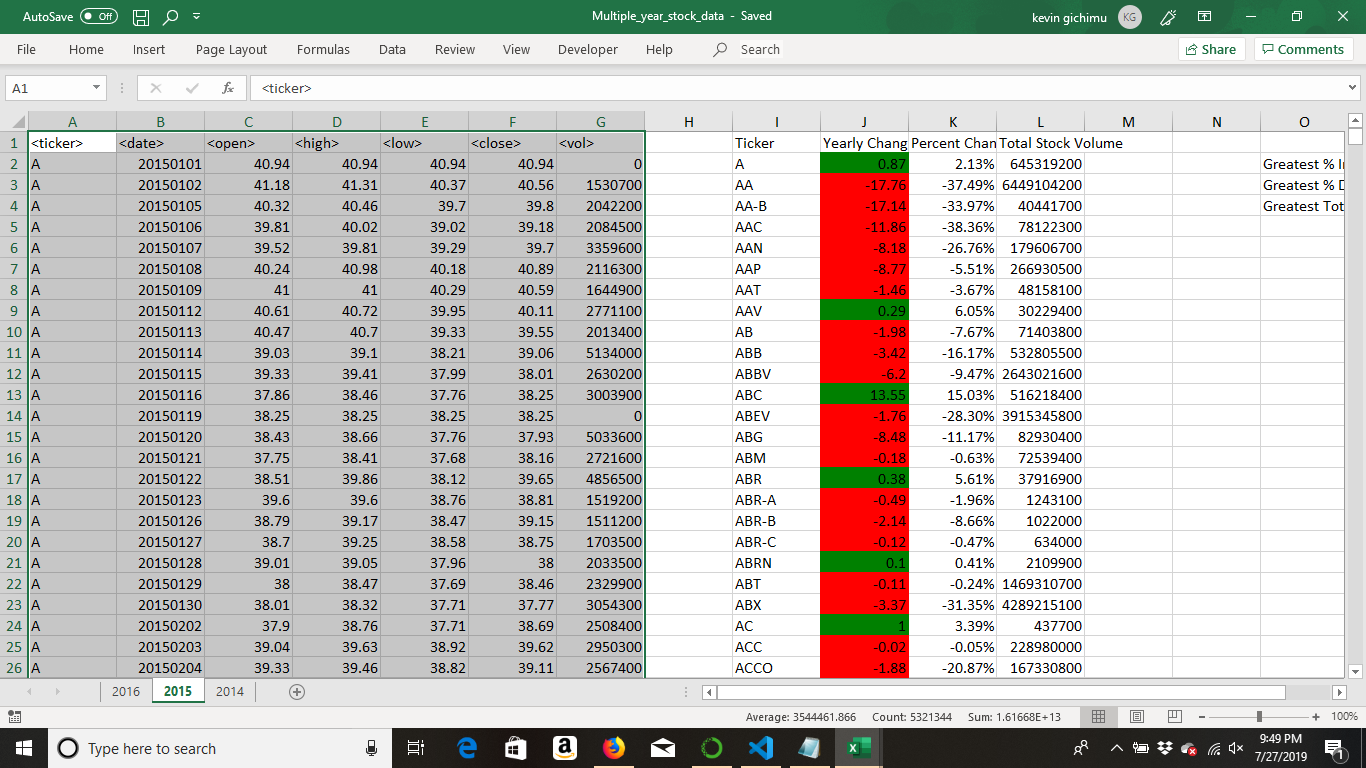 AutoSave Off Multiple_year_stock_data - Saved kevin gichimu KG
File Home Insert Page Layout Formulas Data Review View Developer Help Search Share Comments
A1 fx <ticker>
A B C D E F G H I J K L M N O
1 <ticker> <date> <open> <high> <low> <close> <vol> Ticker Yearly Chang Percent Chan Total Stock Volume
2 A 20150101 40.94 40.94 40.94 40.94 0 A 0.87 2.13% 645319200 Greatest % I
3 A 20150102 41.18 41.31 40.37 40.56 1530700 AA -17.76 -37.49% 6449104200 Greatest % D
4 A 20150105 40.32 40.46 39.7 39.8 2042200 AA-B -17.14 -33.97% 40441700 Greatest Tot
5 A 20150106 39.81 40.02 39.02 39.18 2084500 AAC -11.86 -38.36% 78122300
6 A 20150107 39.52 39.81 39.29 39.7 3359600 AAN -8.18 -26.76% 179606700
7 A 20150108 40.24 40.98 40.18 40.89 2116300 AAP -8.77 -5.51% 266930500
8 A 20150109 41 41 40.29 40.59 1644900 AAT -1.46 -3.67% 48158100
9 A 20150112 40.61 40.72 39.95 40.11 2771100 AAV 0.29 6.05% 30229400
10 A 20150113 40.47 40.7 39.33 39.55 2013400 AB -1.98 -7.67% 71403800
11 A 20150114 39.03 39.1 38.21 39.06 5134000 ABB -3.42 -16.17% 532805500
12 A 20150115 39.33 39.41 37.99 38.01 2630200 ABBV -6.2 -9.47% 2643021600
13 A 20150116 37.86 38.46 37.76 38.25 3003900 ABC 13.55 15.03% 516218400
14 A 20150119 38.25 38.25 38.25 38.25 0 ABEV -1.76 -28.30% 3915345800
15 A 20150120 38.43 38.66 37.76 37.93 5033600 ABG -8.48 -11.17% 82930400
16 A 20150121 37.75 38.41 37.68 38.16 2721600 ABM -0.18 -0.63% 72539400
17 A 20150122 38.51 39.86 38.12 39.65 4856500 ABR 0.38 5.61% 37916900
18 A 20150123 39.6 39.6 38.76 38.81 1519200 ABR-A -0.49 -1.96% 1243100
19 A 20150126 38.79 39.17 38.47 39.15 1511200 ABR-B -2.14 -8.66% 1022000
20 A 20150127 38.7 39.25 38.58 38.75 1703500 ABR-C -0.12 -0.47% 634000
21 A 20150128 39.01 39.05 37.96 38 2033500 ABRN 0.1 0.41% 2109900
22 A 20150129 38 38.47 37.69 38.46 2329900 ABT -0.11 -0.24% 1469310700
23 A 20150130 38.01 38.32 37.71 37.77 3054300 ABX -3.37 -31.35% 4289215100
24 A 20150202 37.9 38.76 37.71 38.69 2508400 AC 1 3.39% 437700
25 A 20150203 39.04 39.63 38.92 39.62 2950300 ACC -0.02 -0.05% 228980000
26 A 20150204 39.33 39.46 38.82 39.11 2567400 ACCO -1.88 -20.87% 167330800
2016 2015 2014
Average: 3544461.866 Count: 5321344 Sum: 1.61668E+13 100%
Type here to search 9:49 PM
7/27/2019 1